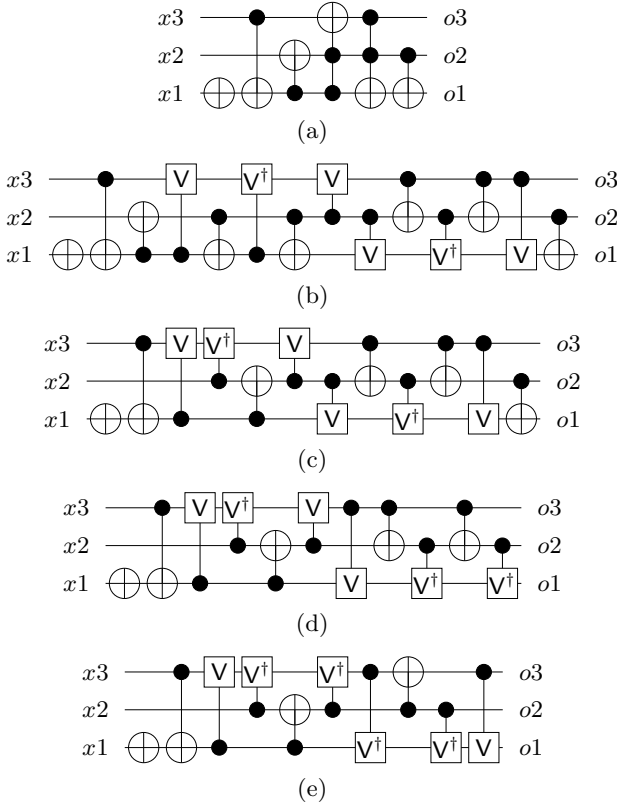 x3 o3
x2 o2
x1 o1
(a)
x3 V V† V o3
x2 o2
x1 V V† V o1
(b)
x3 V V† V o3
x2 o2
x1 V V† V o1
(c)
x3 V V† V o3
x2 o2
x1 V V† V† o1
(d)
x3 V V† V† o3
x2 o2
x1 V† V† V o1
(e)